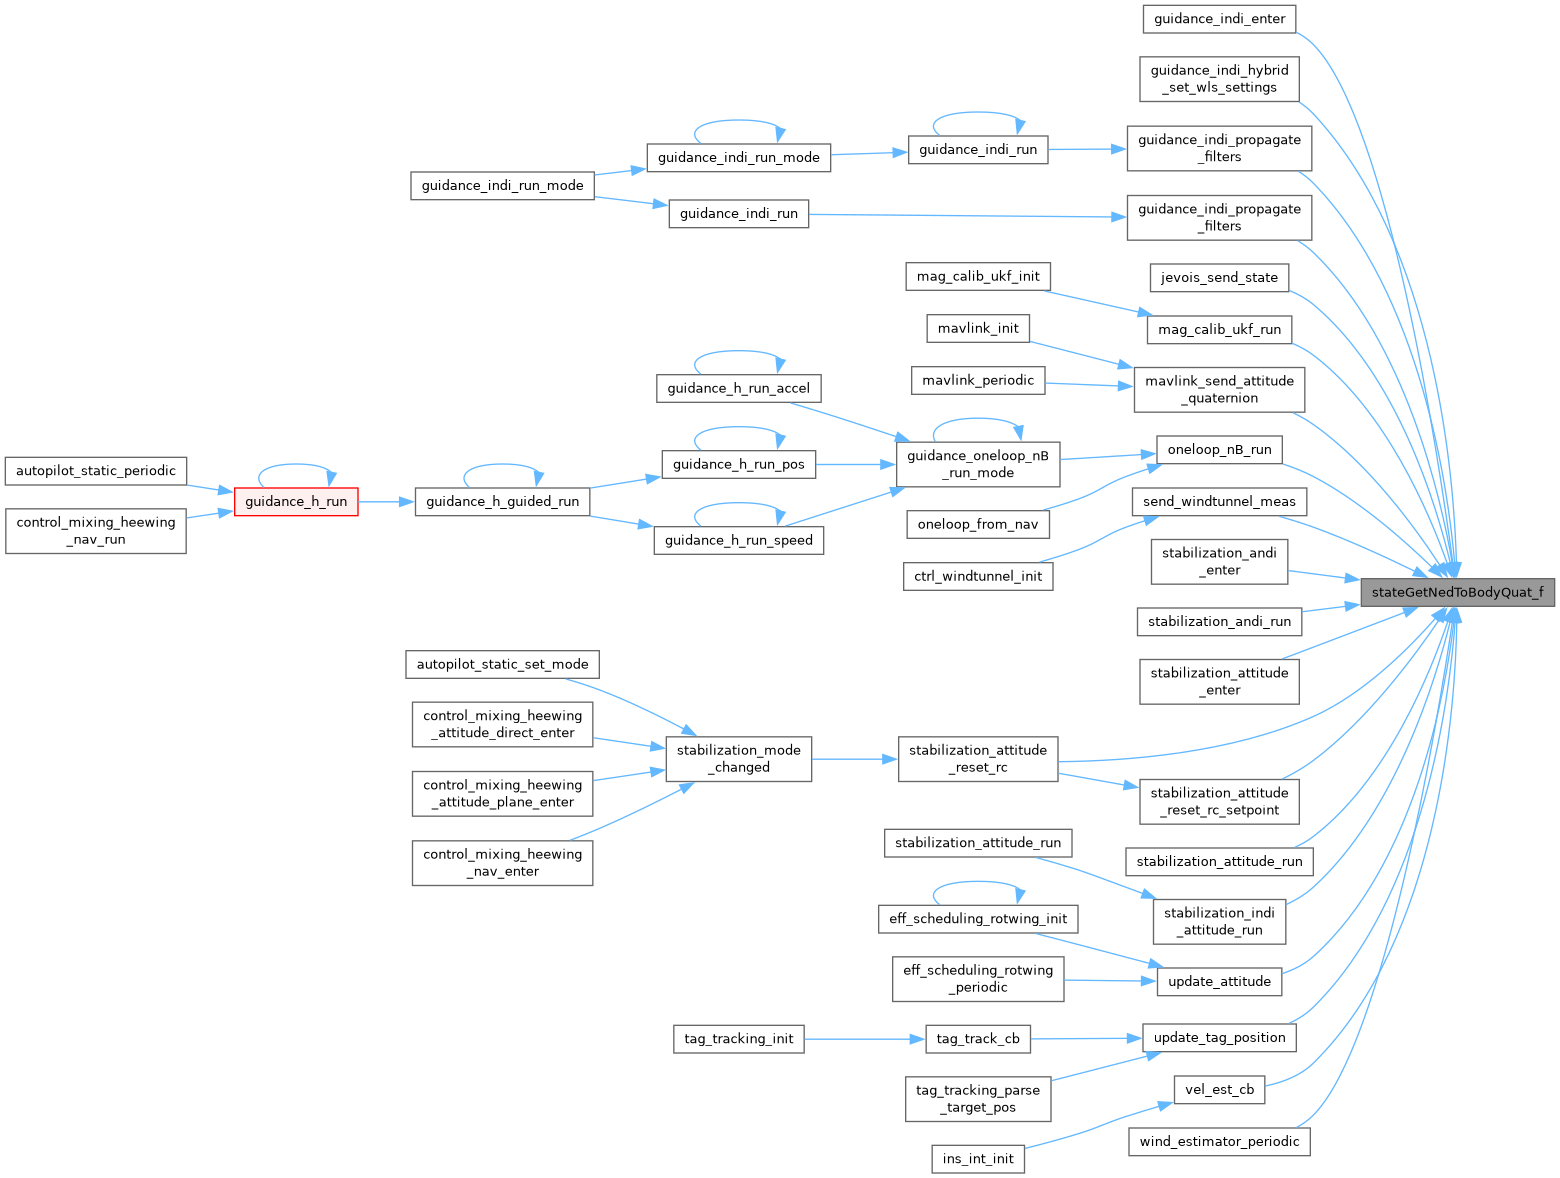 guidance_indi_enter
guidance_indi_hybrid
_set_wls_settings
guidance_indi_propagate
_filters
guidance_indi_run
guidance_indi_run_mode
guidance_indi_run_mode
guidance_indi_propagate
_filters
guidance_indi_run
jevois_send_state
mag_calib_ukf_init
mag_calib_ukf_run
mavlink_init
mavlink_periodic
mavlink_send_attitude
_quaternion
guidance_h_run_accel
oneloop_nB_run
guidance_oneloop_nB
_run_mode
guidance_h_run_pos
autopilot_static_periodic
guidance_h_run
guidance_h_guided_run
send_windtunnel_meas
control_mixing_heewing
_nav_run
oneloop_from_nav
guidance_h_run_speed
ctrl_windtunnel_init
stabilization_andi
_enter
stateGetNedToBodyQuat_f
stabilization_andi_run
autopilot_static_set_mode
stabilization_attitude
_enter
control_mixing_heewing
_attitude_direct_enter
stabilization_mode
_changed
stabilization_attitude
_reset_rc
control_mixing_heewing
_attitude_plane_enter
stabilization_attitude
_reset_rc_setpoint
control_mixing_heewing
_nav_enter
stabilization_attitude_run
stabilization_attitude_run
eff_scheduling_rotwing_init
stabilization_indi
_attitude_run
eff_scheduling_rotwing
_periodic
update_attitude
tag_tracking_init
tag_track_cb
update_tag_position
tag_tracking_parse
_target_pos
vel_est_cb
wind_estimator_periodic
ins_int_init